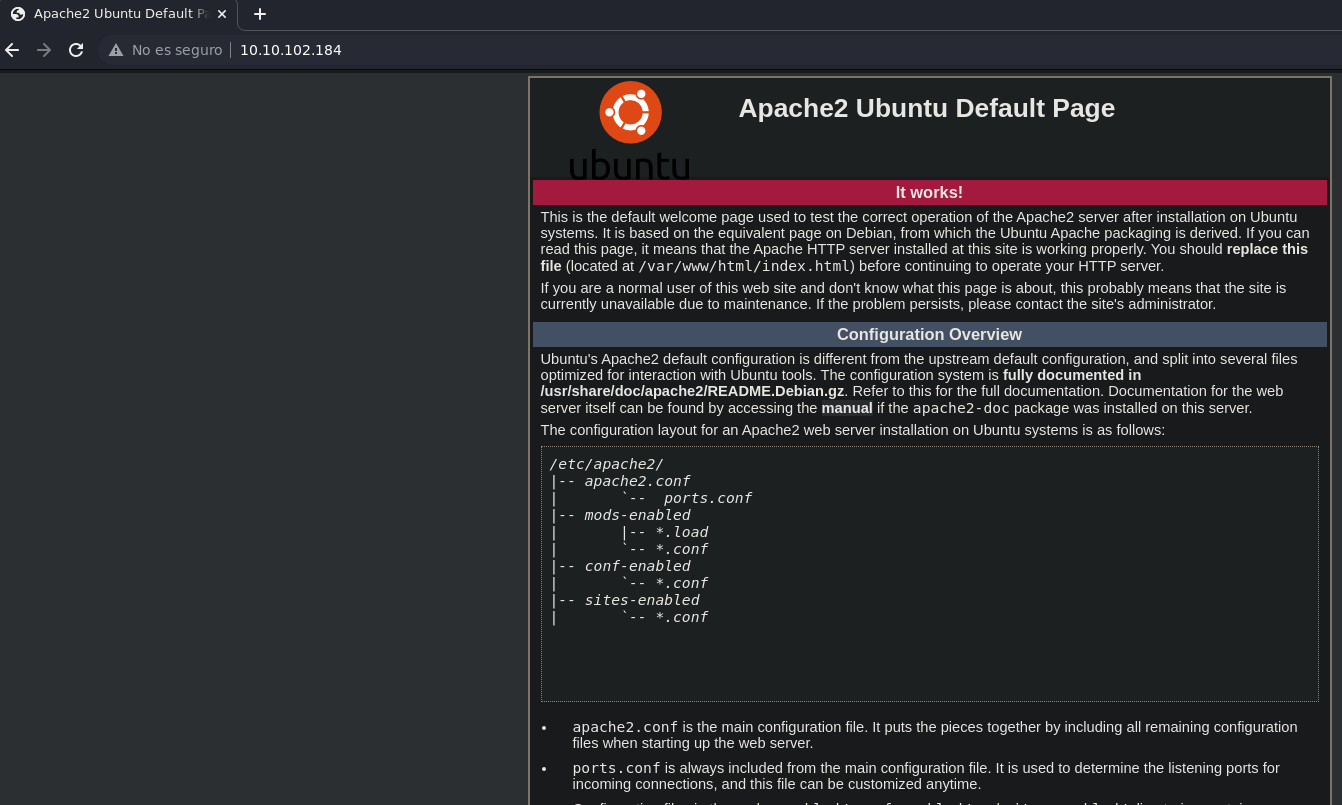 Apache2 Ubuntu Default Pa
No es seguro
10.10.102.184
ubuntu
Apache2 Ubuntu Default Page
It works!
This is the default welcome page used to test the correct operation of the Apache2 server after installation on Ubuntu
systems. It is based on the equivalent page on Debian, from which the Ubuntu Apache packaging is derived. If you can
read this page, it means that the Apache HTTP server installed at this site is working properly. You should replace this
file (located at /var/www/html/index.html) before continuing to operate your HTTP server.
If you are a normal user of this web site and don't know what this page is about, this probably means that the site is
currently unavailable due to maintenance. If the problem persists, please contact the site's administrator.
Configuration Overview
Ubuntu's Apache2 default configuration is different from the upstream default configuration, and split into several files
optimized for interaction with Ubuntu tools. The configuration system is fully documented in
/usr/share/doc/apache2/README.Debian.gz. Refer to this for the full documentation. Documentation for the web
server itself can be found by accessing the manual if the apache2-doc package was installed on this server.
The configuration layout for an Apache2 web server installation on Ubuntu systems is as follows:
/etc/apache2/
|-- apache2.conf
|       `--  ports.conf
|-- mods-enabled
|       |-- *.load
|       `-- *.conf
|-- conf-enabled
|       `-- *.conf
|-- sites-enabled
|       `-- *.conf
• apache2.conf is the main configuration file. It puts the pieces together by including all remaining configuration
files when starting up the web server.
• ports.conf is always included from the main configuration file. It is used to determine the listening ports for
incoming connections, and this file can be customized anytime.